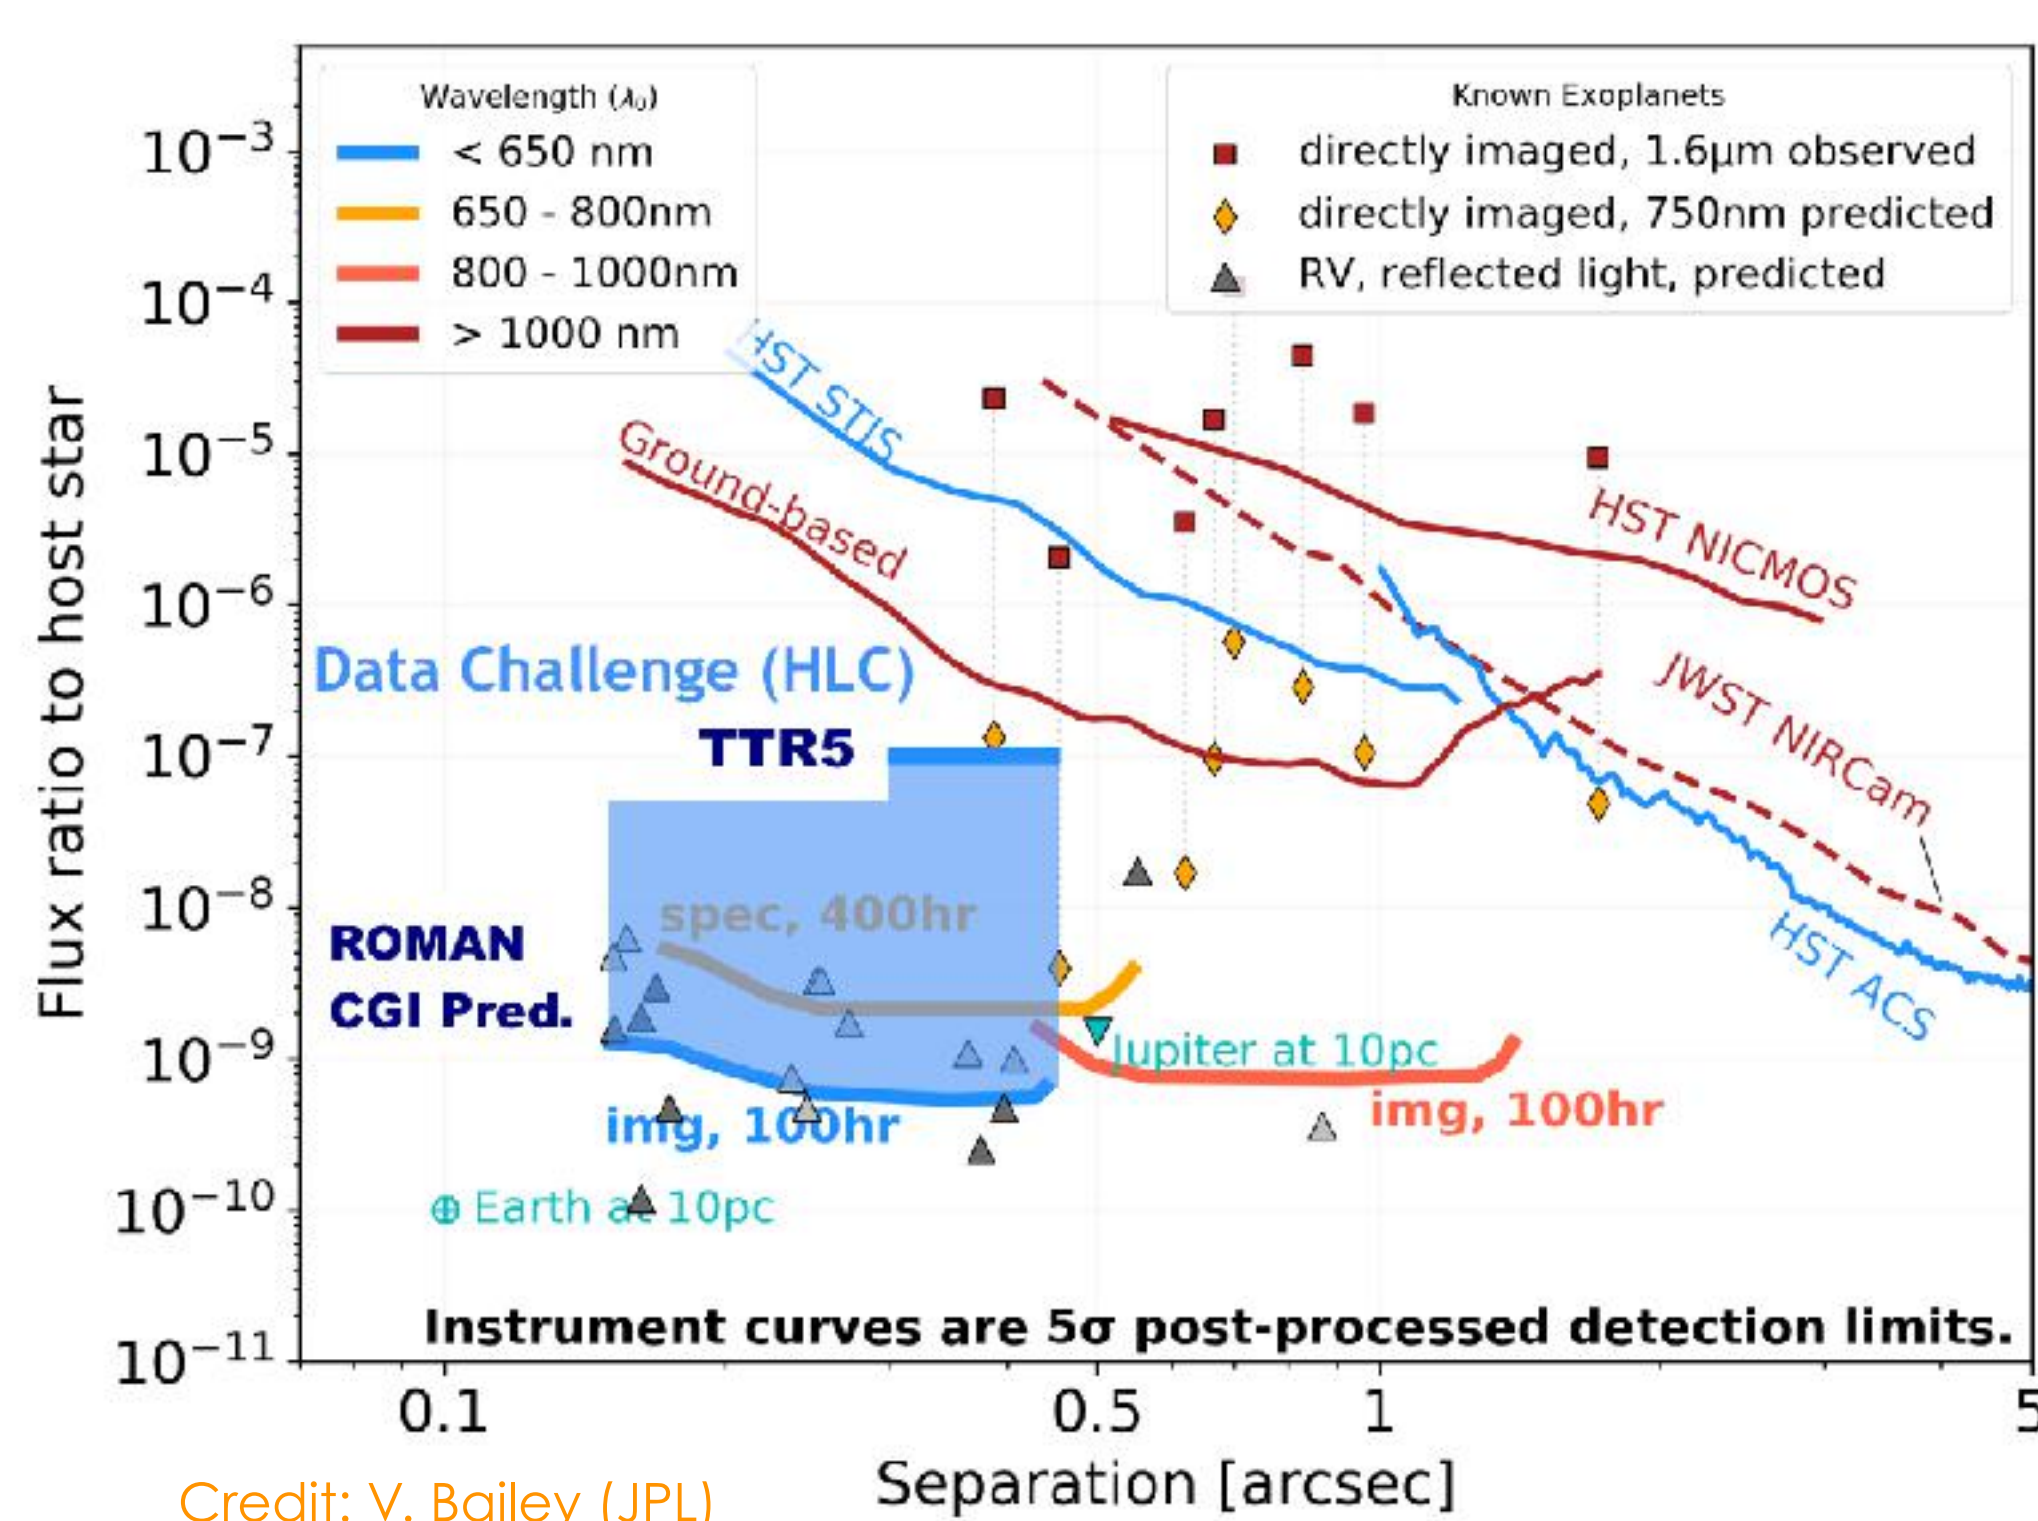 Wavelength (λ₀)
< 650 nm
650 - 800nm
800 - 1000nm
> 1000 nm
Known Exoplanets
directly imaged, 1.6μm observed
directly imaged, 750nm predicted
RV, reflected light, predicted
Flux ratio to host star
10⁻³
10⁻⁴
10⁻⁵
10⁻⁶
10⁻⁷
10⁻⁸
10⁻⁹
10⁻¹⁰
10⁻¹¹
HST STIS
Ground-based
HST NICMOS
JWST NIRCam
HST ACS
Data Challenge (HLC)
TTR5
spec, 400hr
ROMAN
CGI Pred.
Jupiter at 10pc
img, 100hr
img, 100hr
Earth at 10pc
Instrument curves are 5σ post-processed detection limits.
0.1
0.5
1
5
Separation [arcsec]
Credit: V. Bailey (JPL)